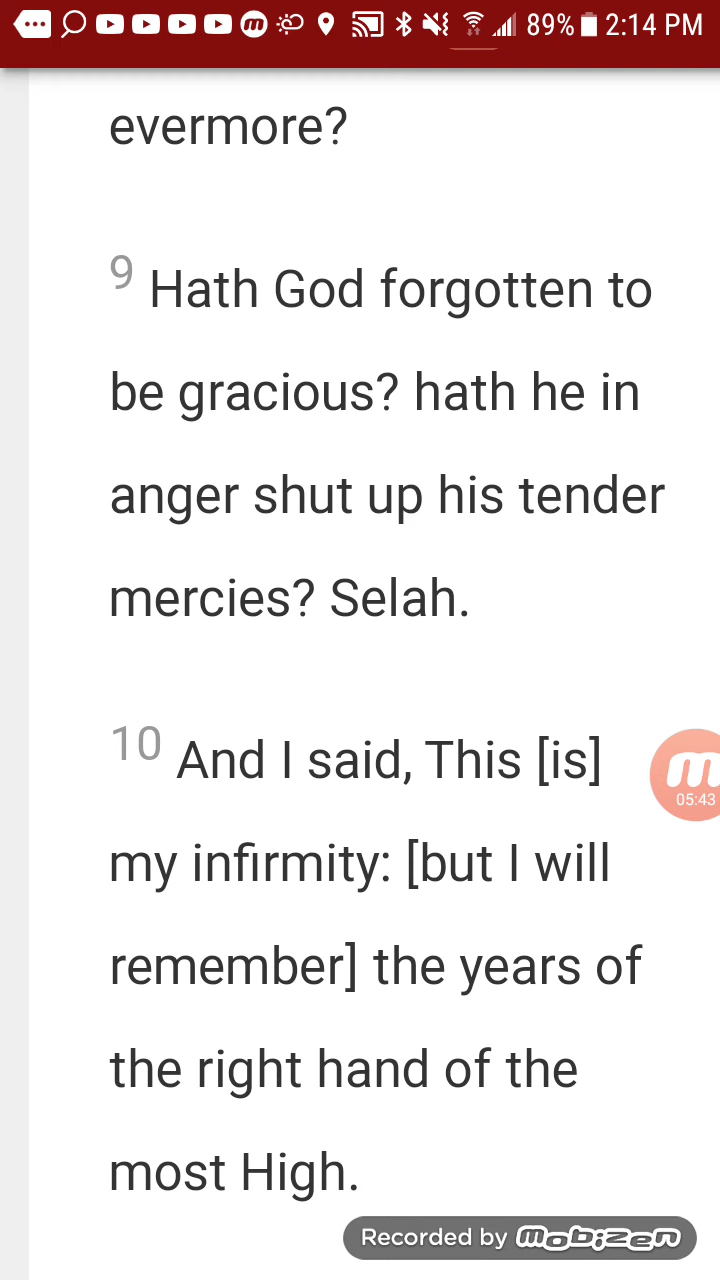 89% 2:14 PM
evermore?
9 Hath God forgotten to
be gracious? hath he in
anger shut up his tender
mercies? Selah.
10 And I said, This [is]
my infirmity: [but I will
remember] the years of
the right hand of the
most High.
m
05:43
Recorded by mobizen